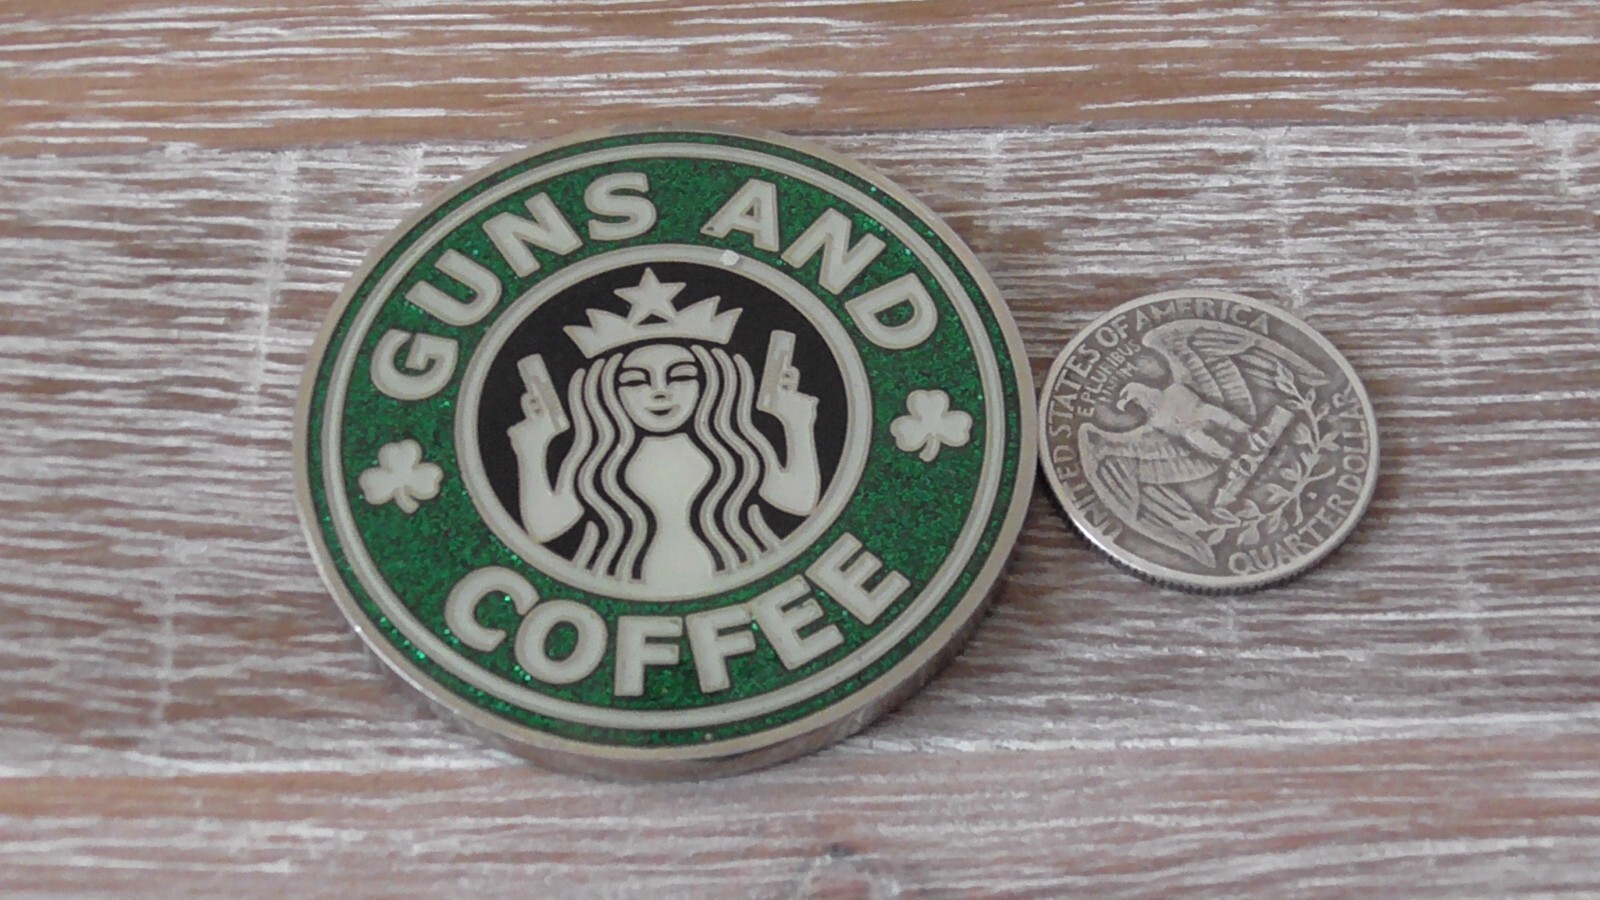 GUNS AND
COFFEE
UNITED STATES OF AMERICA
E PLURIBUS
UNUM
QUARTER DOLLAR